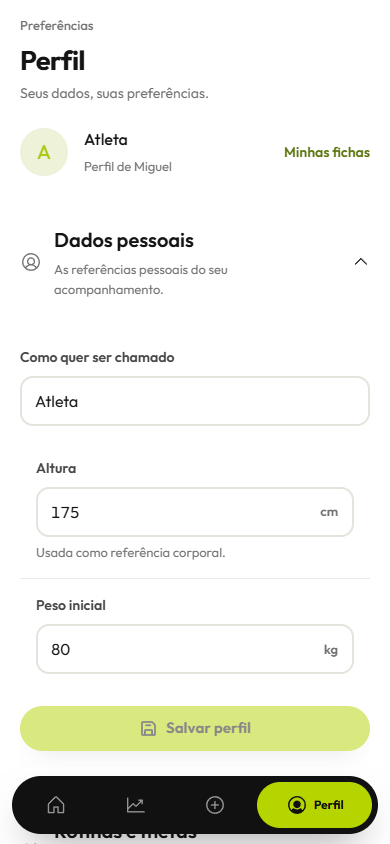 Preferências
Perfil
Seus dados, suas preferências.
A
Atleta
Perfil de Miguel
Minhas fichas
Dados pessoais
As referências pessoais do seu
acompanhamento.
Como quer ser chamado
Atleta
Altura
175
cm
Usada como referência corporal.
Peso inicial
80
kg
Salvar perfil
Perfil
e metas